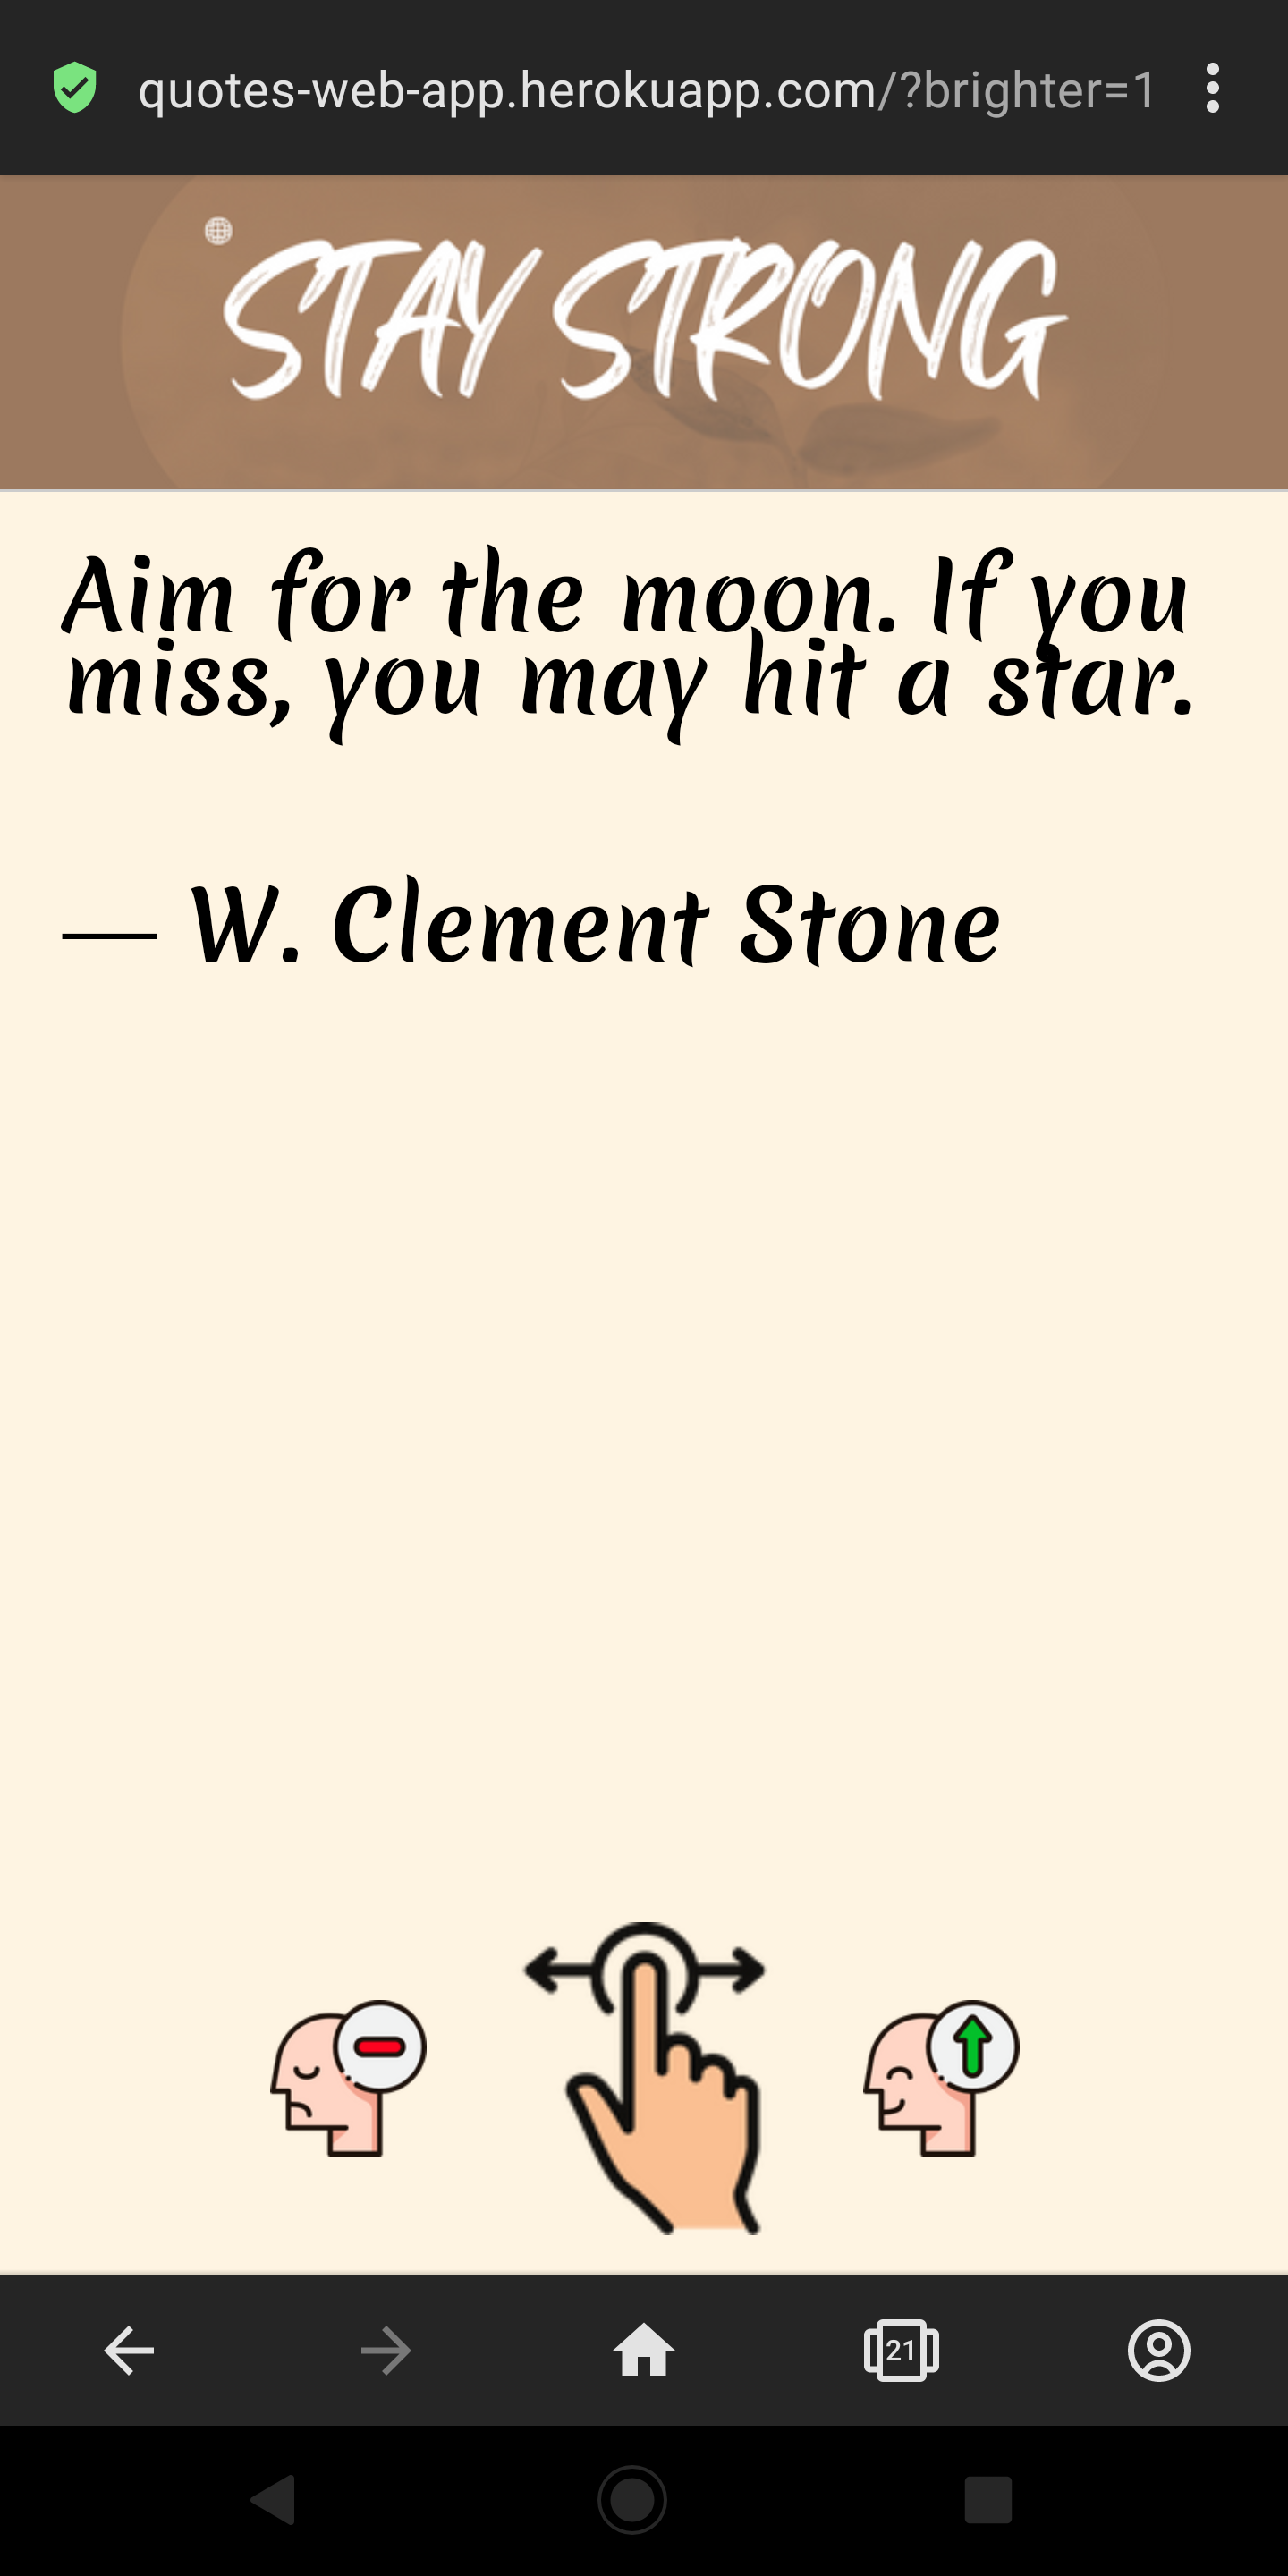 quotes-web-app.herokuapp.com/?brighter=1
STAY STRONG
Aim for the moon. If you
miss, you may hit a star.
— W. Clement Stone
21